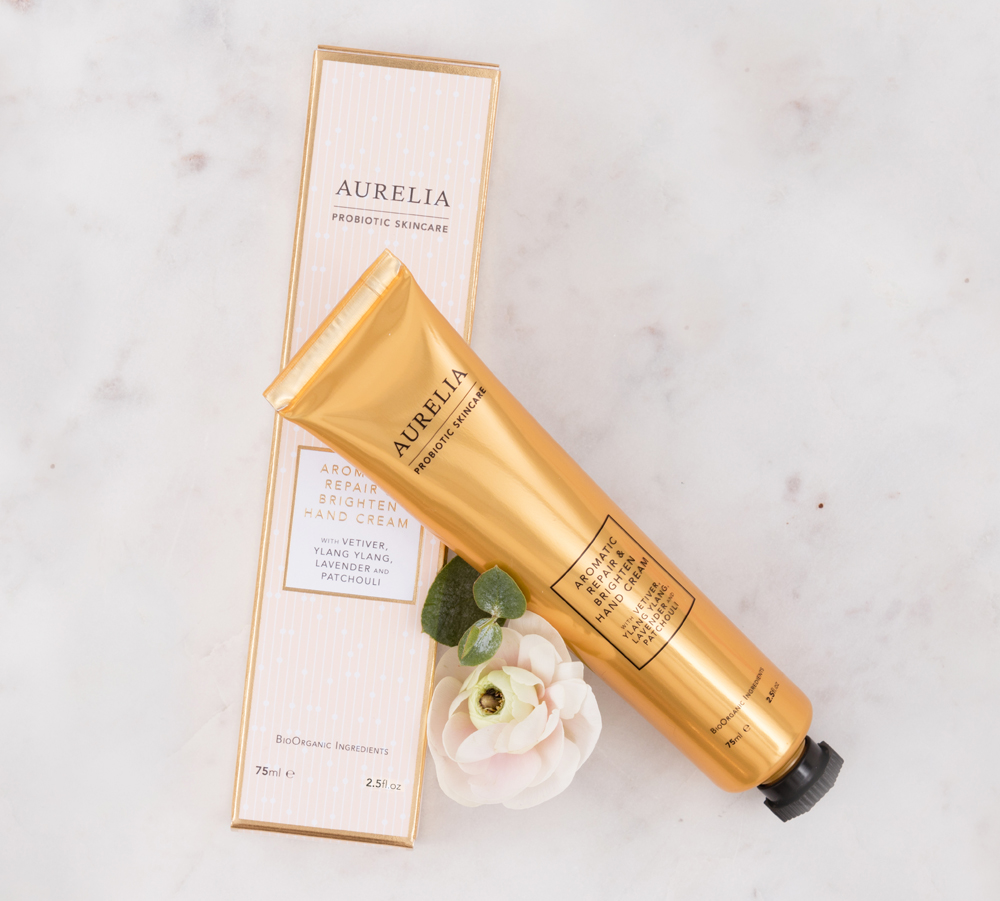 AURELIA
PROBIOTIC SKINCARE
AROM
REPAIR
BRIGHTEN
HAND CREAM
WITH VETIVER,
YLANG YLANG,
LAVENDER AND
PATCHOULI
BIOORGANIC INGREDIENTS
75ml ℮
2.5fl.oz
AURELIA
PROBIOTIC SKINCARE
AROMATIC
REPAIR &
BRIGHTEN
HAND CREAM
WITH VETIVER,
YLANG YLANG,
LAVENDER AND
PATCHOULI
BIOORGANIC INGREDIENTS
75ml ℮
2.5fl.oz